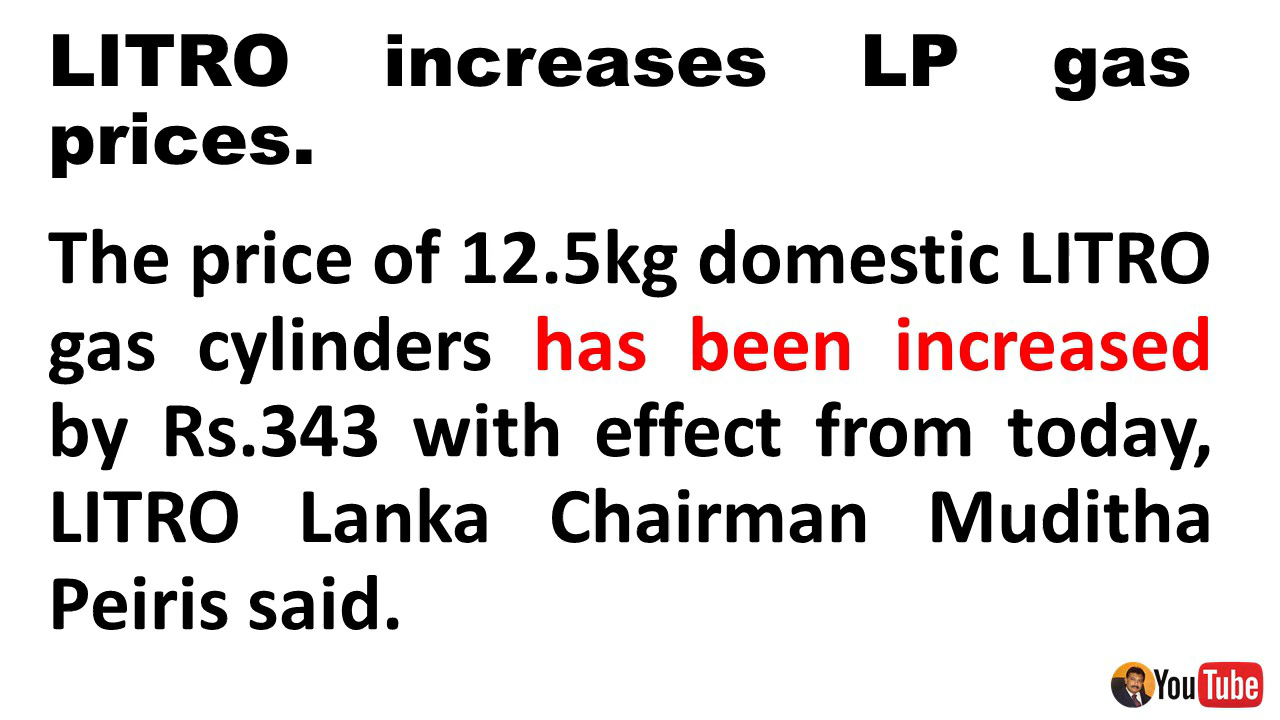 LITRO increases LP gas
prices.
The price of 12.5kg domestic LITRO
gas cylinders has been increased
by Rs.343 with effect from today,
LITRO Lanka Chairman Muditha
Peiris said.
YouTube